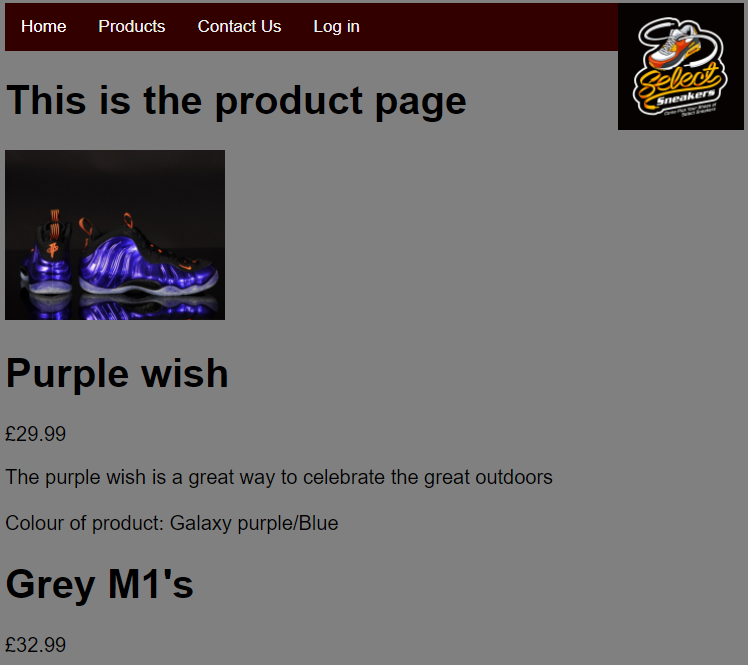 Home Products Contact Us Log in
Select
Sneakers
This is the product page
Purple wish
£29.99
The purple wish is a great way to celebrate the great outdoors
Colour of product: Galaxy purple/Blue
Grey M1's
£32.99